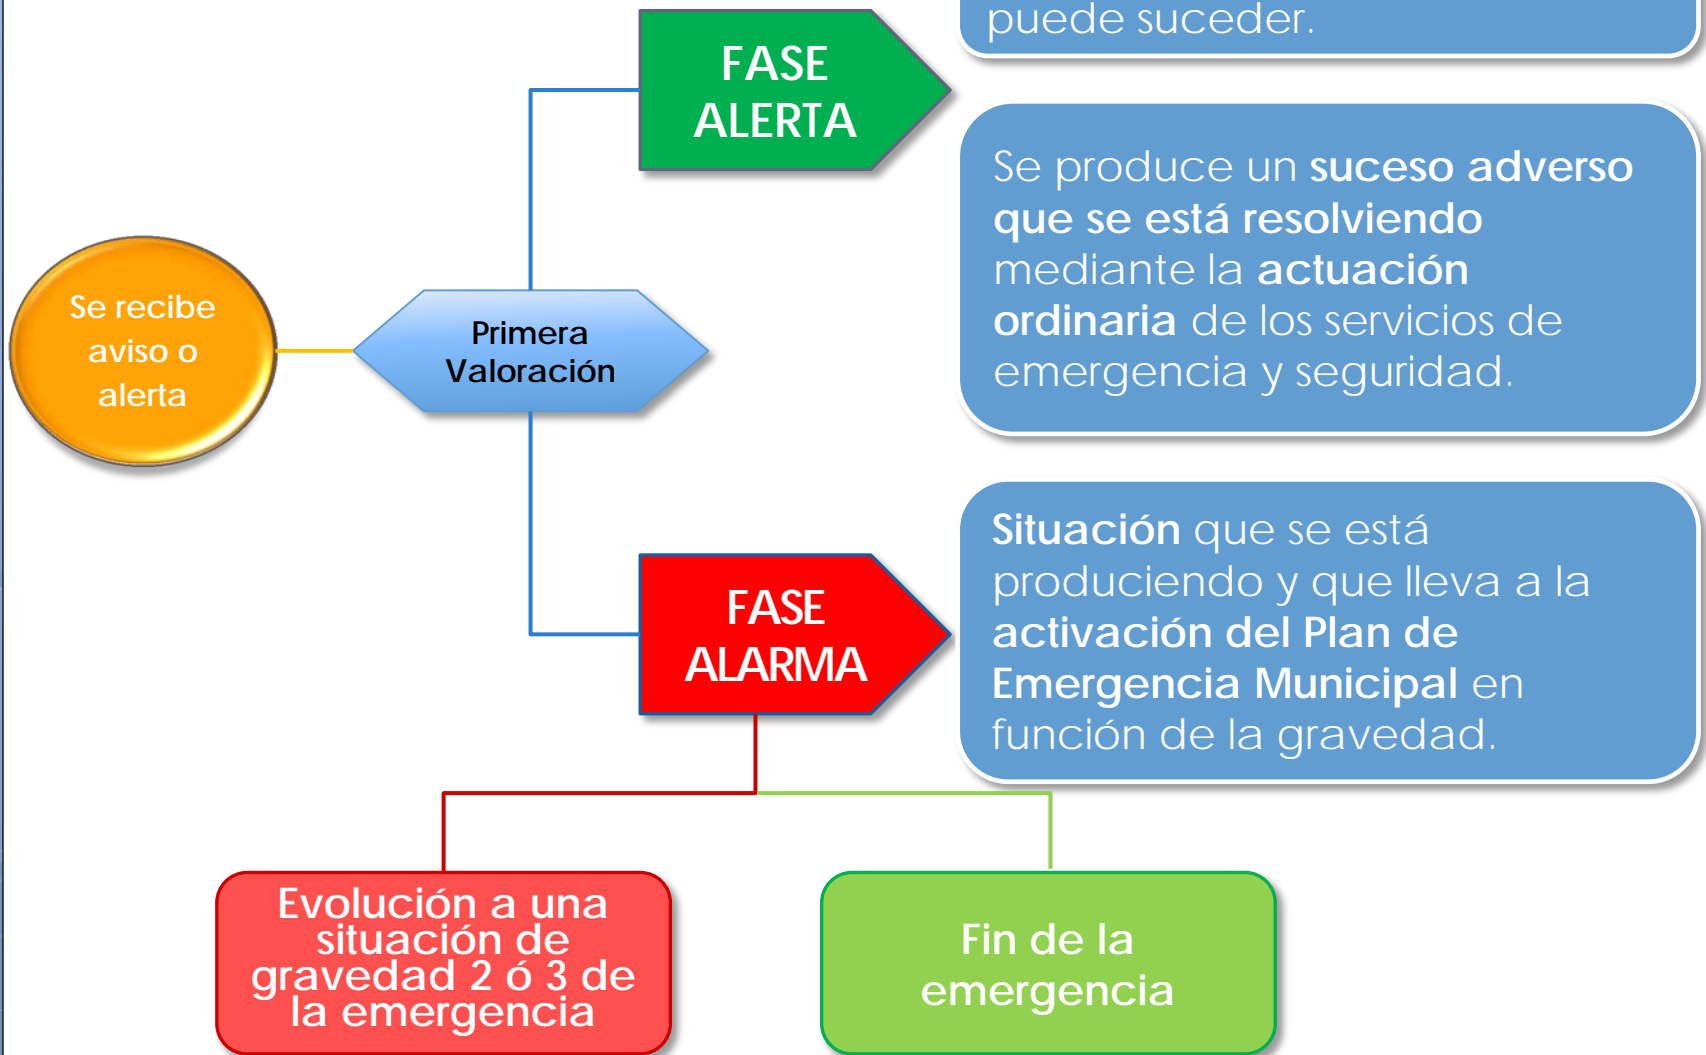 puede suceder.
FASE
ALERTA
Se produce un suceso adverso
que se está resolviendo
mediante la actuación
ordinaria de los servicios de
emergencia y seguridad.
Se recibe
aviso o
alerta
Primera
Valoración
FASE
ALARMA
Situación que se está
produciendo y que lleva a la
activación del Plan de
Emergencia Municipal en
función de la gravedad.
Evolución a una
situación de
gravedad 2 ó 3 de
la emergencia
Fin de la
emergencia